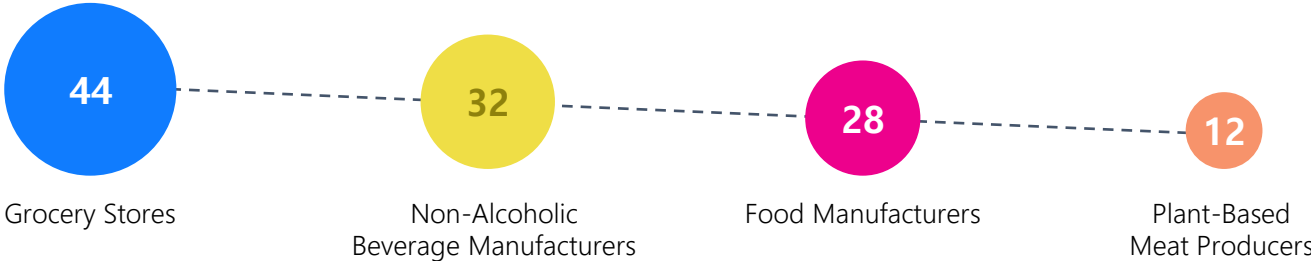 44
32
28
12
Grocery Stores
Non-Alcoholic
Beverage Manufacturers
Food Manufacturers
Plant-Based
Meat Producers